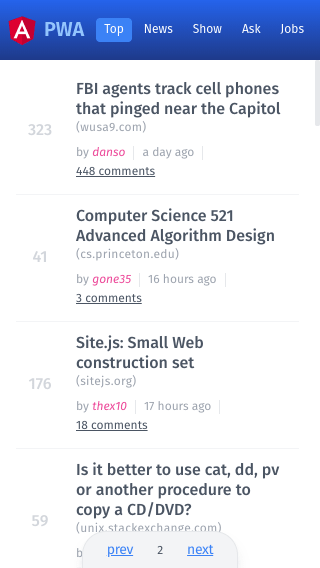 PWA Top News Show Ask Jobs
FBI agents track cell phones
that pinged near the Capitol
(wusa9.com)
323
by danso a day ago
448 comments
Computer Science 521
Advanced Algorithm Design
(cs.princeton.edu)
41
by gone35 16 hours ago
3 comments
Site.js: Small Web
construction set
(sitejs.org)
176
by thex10 17 hours ago
18 comments
Is it better to use cat, dd, pv
or another procedure to
copy a CD/DVD?
(unix.stackexchange.com)
59
prev 2 next